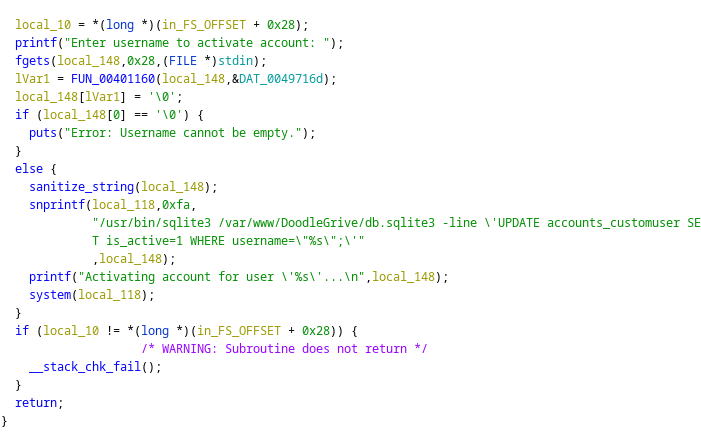 local_10 = *(long *)(in_FS_OFFSET + 0x28);
printf("Enter username to activate account: ");
fgets(local_148,0x28,(FILE *)stdin);
lVar1 = FUN_00401160(local_148,&DAT_0049716d);
local_148[lVar1] = '\0';
if (local_148[0] == '\0') {
puts("Error: Username cannot be empty.");
}
else {
sanitize_string(local_148);
snprintf(local_118,0xfa,
"/usr/bin/sqlite3 /var/www/DoodleGrive/db.sqlite3 -line \'UPDATE accounts_customuser SE
T is_active=1 WHERE username=\"%s\";\'"
,local_148);
printf("Activating account for user \'%s\'...\n",local_148);
system(local_118);
}
if (local_10 != *(long *)(in_FS_OFFSET + 0x28)) {
/* WARNING: Subroutine does not return */
__stack_chk_fail();
}
return;
}